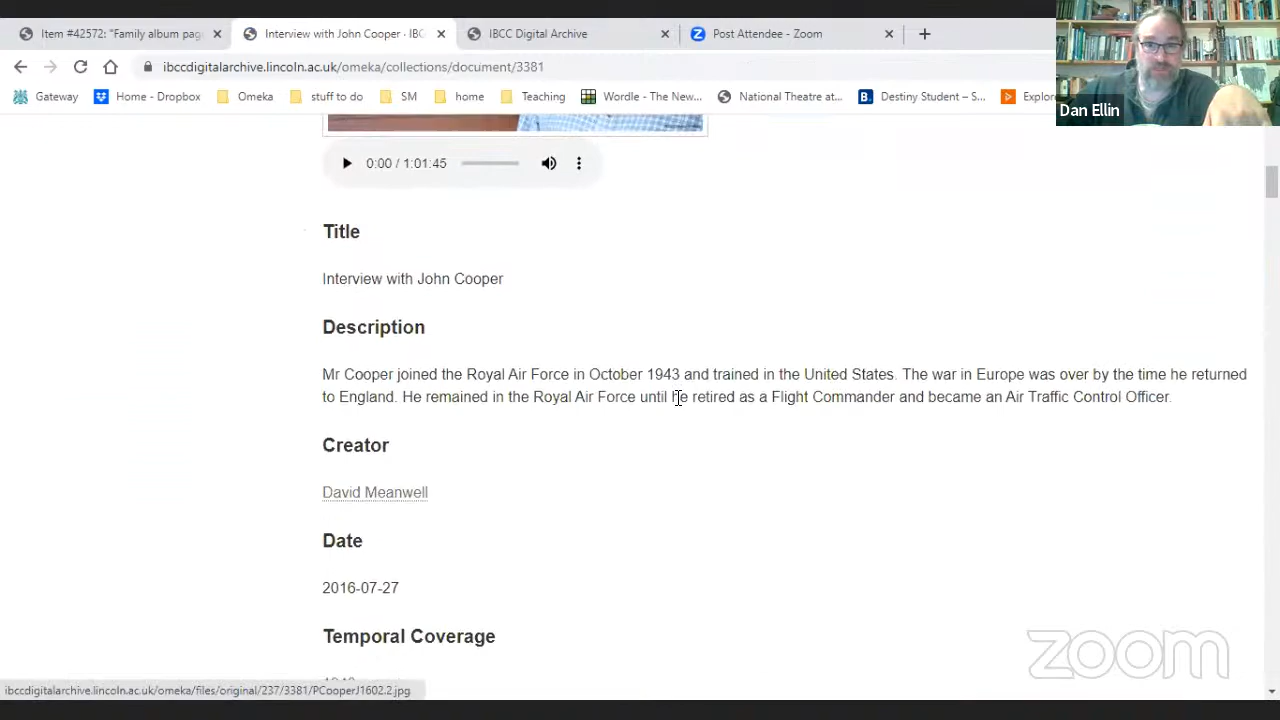 Item #42572: "Family album pag
Interview with John Cooper · IBC
IBCC Digital Archive
Post Attendee - Zoom
ibccdigitalarchive.lincoln.ac.uk/omeka/collections/document/3381
Gateway
Home - Dropbox
Omeka
stuff to do
SM
home
Teaching
Wordle - The New...
National Theatre at...
Destiny Student – S...
Explor
Dan Ellin
0:00 / 1:01:45
Title
Interview with John Cooper
Description
Mr Cooper joined the Royal Air Force in October 1943 and trained in the United States. The war in Europe was over by the time he returned
to England. He remained in the Royal Air Force until he retired as a Flight Commander and became an Air Traffic Control Officer.
Creator
David Meanwell
Date
2016-07-27
Temporal Coverage
zoom
ibccdigitalarchive.lincoln.ac.uk/omeka/files/original/237/3381/PCooperJ1602.2.jpg